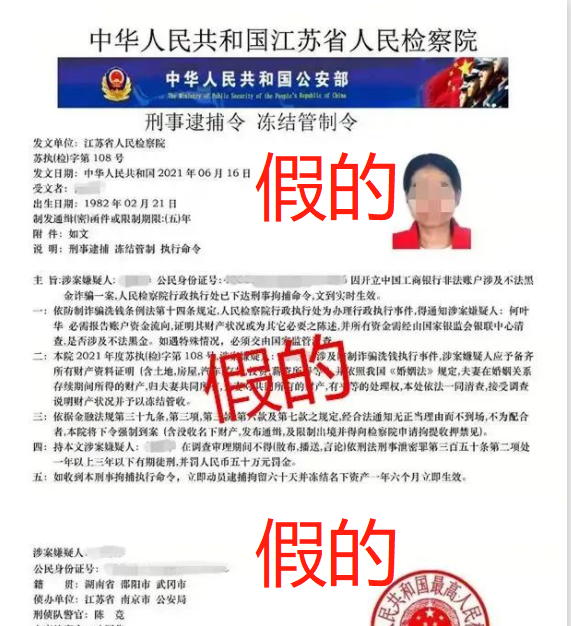 中华人民共和国江苏省人民检察院
中华人民共和国公安部
The Ministry of Public Security of the People's Republic of China
刑事逮捕令 冻结管制令
发文单位：江苏省人民检察院
苏执(检)字第 108 号
发文日期：中华人民共和国 2021 年 06 月 16 日
受文者：
出生日期：1982 年 02 月 21 日
制发通缉(密)函件或限制期限:(五)年
附 件：如文
说 明：刑事逮捕 冻结管制 执行命令
假的
主 旨:涉案嫌疑人： 公民身份证号： 因开立中国工商银行非法账户涉及不法黑
金诈骗一案，人民检察院行政执行处已下达刑事拘捕命令，文到实时生效。
一：依防制诈骗洗钱条例法第十四条规定，人民检察院行政执行处为办理行政执行事件，得通知涉案嫌疑人：何叶
华 必需报告账户资金流向，证明其财产状况或为其它必要之陈述，并所有资金需经由国家银监会银联中心清
查，是否涉及不法黑金。如遇特殊情况，必须交由国家监管清查。
二：本院 2021 年度苏执(检)字第 108 号， 涉及防制诈骗洗钱执行事件，涉案嫌疑人应予备齐
所有财产资料证明 (含土地，房屋，汽车 投资，薪资所得等) 并依照我国《婚姻法》规定，夫妻在婚姻关系
存续期间所得的财产，归夫妻共同所有，夫妻对共同所有的财产，有平等的处理权，本处依法一同清查，按受调查
说明财产状况并予以冻结管收。
假的
三：依据金融法规第三十九条，第三项，第三 第六款及第七款之规定，经合法通知无正当理由而不到场，不为配合
者，本院将下令强制到案 (含没收名下财产，发布通缉，及限制出境并得向检察院申请拘提收押禁见)。
四：持本文涉案嫌疑人： 在调查审理期间不得(散布，播送，言论)依刑法刑事泄密罪第三百五十条第二项处
一年以上三年以下有期徒刑，并罚人民币五十万元罚金。
五：如收到本刑事拘捕执行命令，立即动员逮捕拘留六十天并冻结名下资产一年六个月立即生效。
假的
涉案嫌疑人：
公民身份证号：
籍 贯：湖南省 邵阳市 武冈市
侦办单位：江苏省 南京市 公安局
刑侦队警官：陈 竞
民共和国最高人民